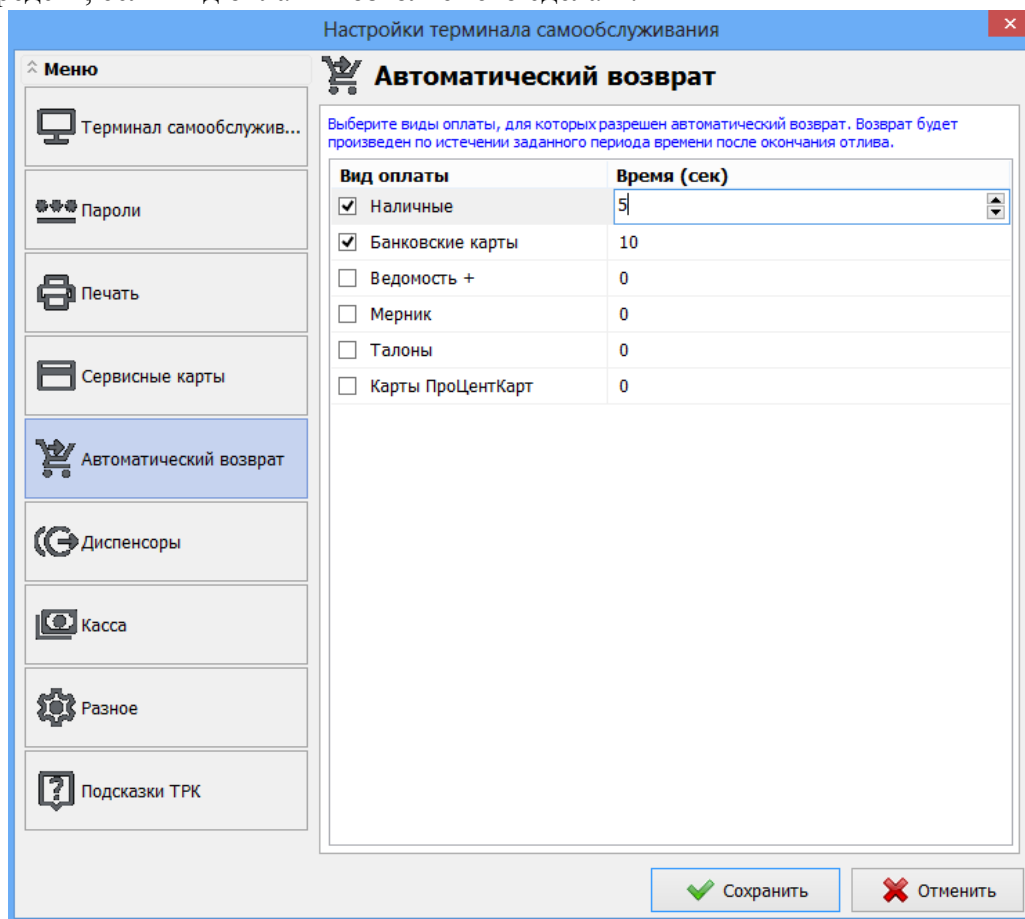 Настройки терминала самообслуживания
Меню
Терминал самообслужив...
Пароли
Печать
Сервисные карты
Автоматический возврат
Диспенсоры
Касса
Разное
Подсказки ТРК
Автоматический возврат
Выберите виды оплаты, для которых разрешен автоматический возврат. Возврат будет
произведен по истечении заданного периода времени после окончания отлива.
Вид оплаты Время (сек)
Наличные 5
Банковские карты 10
Ведомость + 0
Мерник 0
Талоны 0
Карты ПроЦентКарт 0
Сохранить Отменить